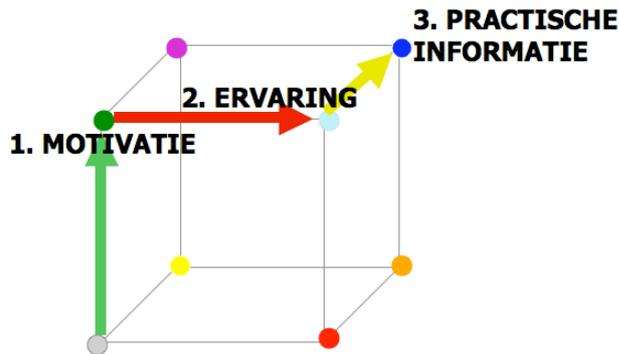 3. PRACTISCHE
INFORMATIE
2. ERVARING
1. MOTIVATIE